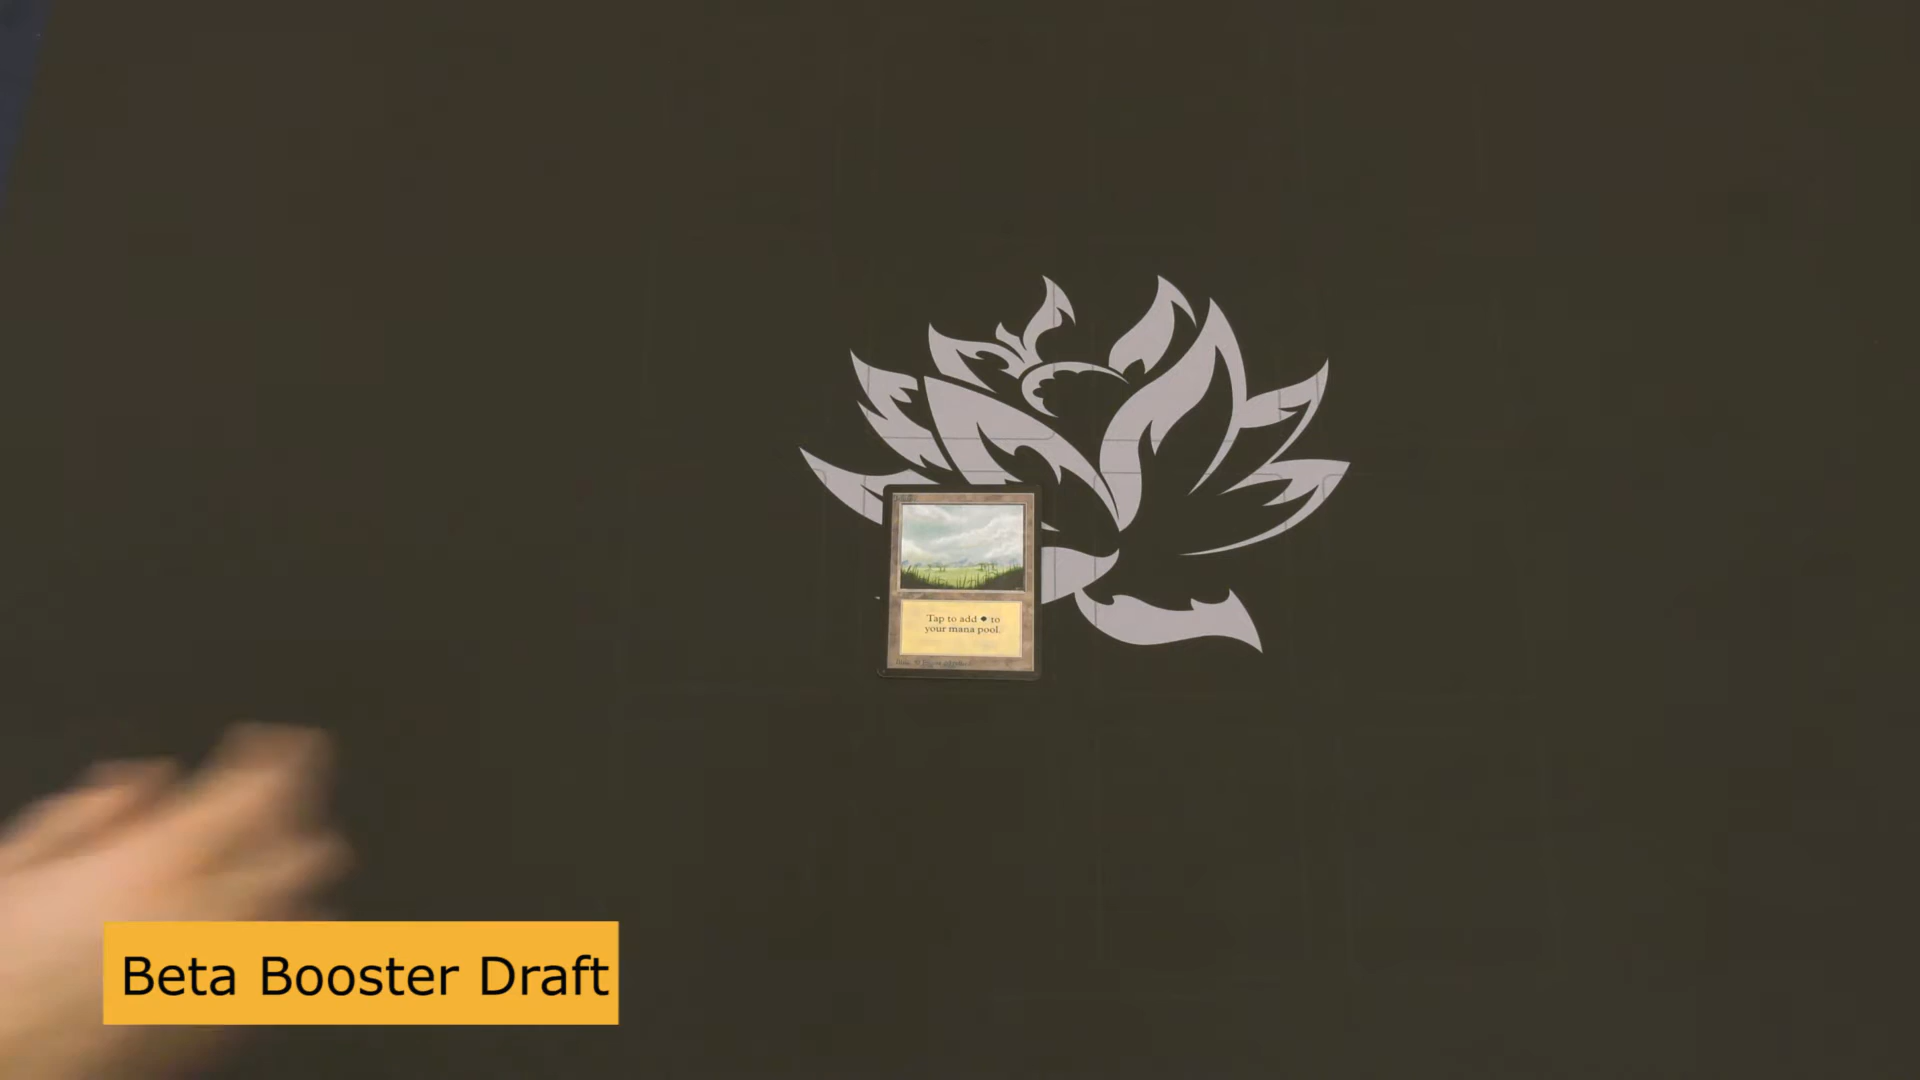 Tap to add to
your mana pool.
Beta Booster Draft